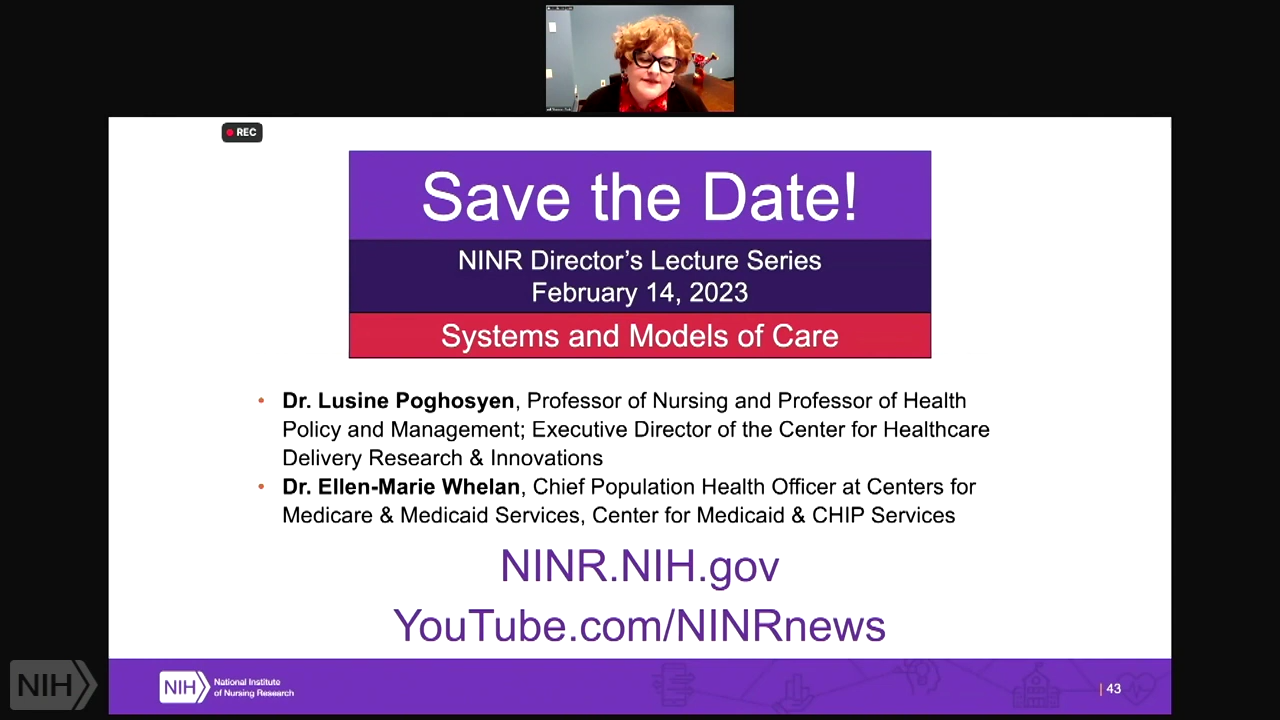 REC
Save the Date!
NINR Director's Lecture Series
February 14, 2023
Systems and Models of Care
• Dr. Lusine Poghosyen, Professor of Nursing and Professor of Health
Policy and Management; Executive Director of the Center for Healthcare
Delivery Research & Innovations
• Dr. Ellen-Marie Whelan, Chief Population Health Officer at Centers for
Medicare & Medicaid Services, Center for Medicaid & CHIP Services
NINR.NIH.gov
YouTube.com/NINRnews
NIH
NIH
National Institute
of Nursing Research
| 43